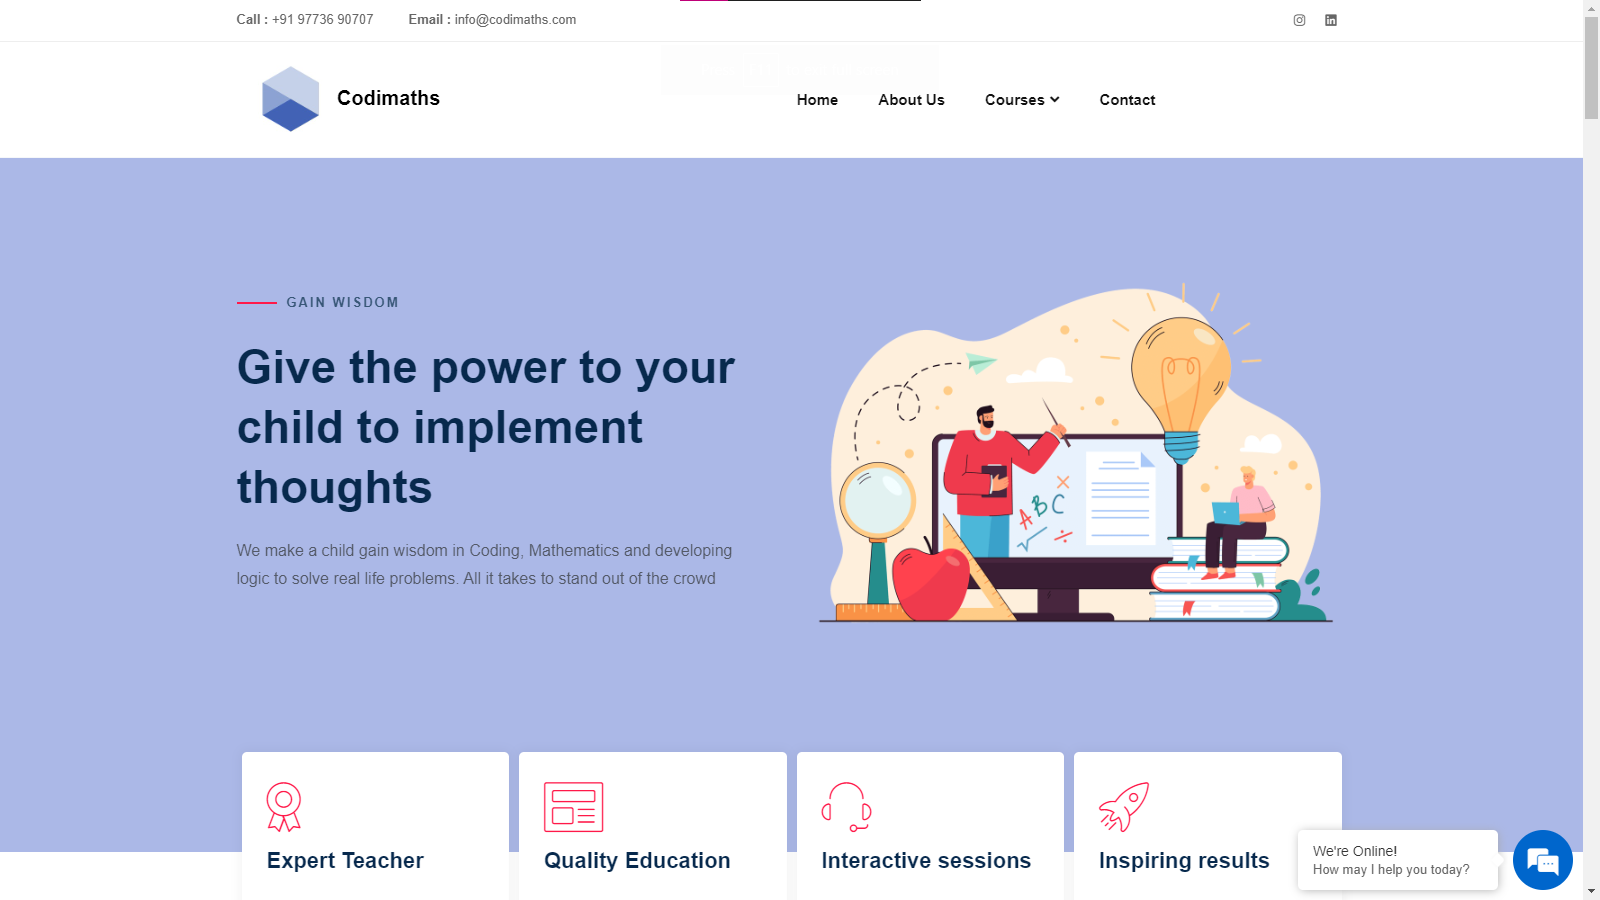 Call : +91 97736 90707 Email : info@codimaths.com
Codimaths
Home About Us Courses Contact
GAIN WISDOM
Give the power to your
child to implement
thoughts
We make a child gain wisdom in Coding, Mathematics and developing
logic to solve real life problems. All it takes to stand out of the crowd
A B C
Expert Teacher
Quality Education
Interactive sessions
Inspiring results
We're Online!
How may I help you today?